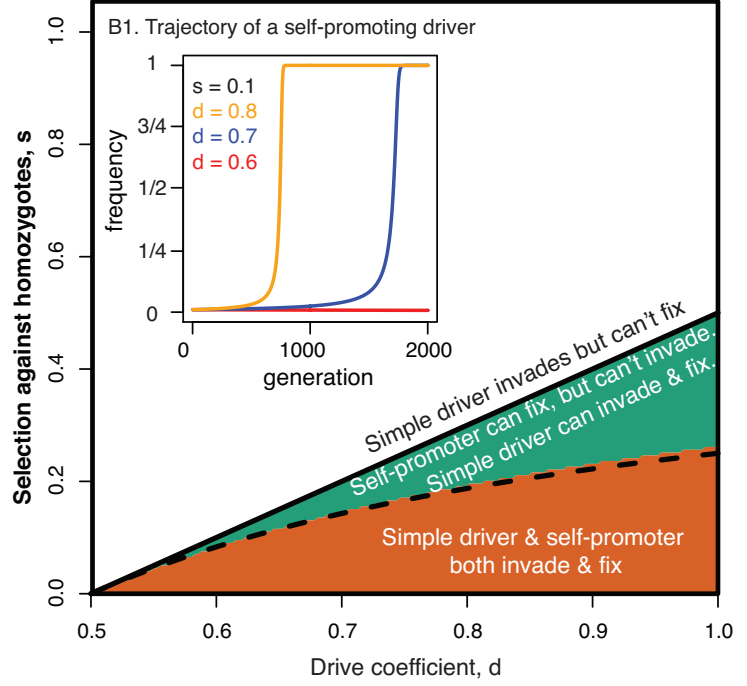 B1. Trajectory of a self-promoting driver
s = 0.1
d = 0.8
d = 0.7
d = 0.6
frequency
1
3/4
1/2
1/4
0
0
1000
2000
generation
Selection against homozygotes, s
1.0
0.8
0.6
0.4
0.2
0.0
Simple driver invades but can't fix
Self-promoter can fix, but can't invade.
Simple driver can invade & fix.
Simple driver & self-promoter
both invade & fix
0.5
0.6
0.7
0.8
0.9
1.0
Drive coefficient, d